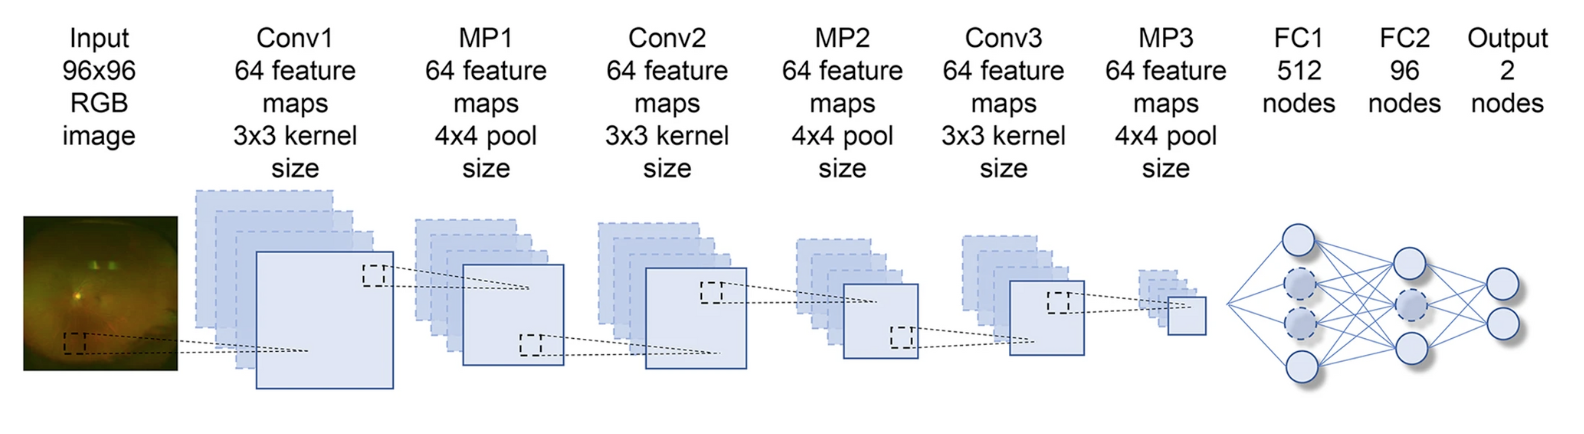 Input
96x96
RGB
image
Conv1
64 feature
maps
3x3 kernel
size
MP1
64 feature
maps
4x4 pool
size
Conv2
64 feature
maps
3x3 kernel
size
MP2
64 feature
maps
4x4 pool
size
Conv3
64 feature
maps
3x3 kernel
size
MP3
64 feature
maps
4x4 pool
size
FC1
512
nodes
FC2
96
nodes
Output
2
nodes